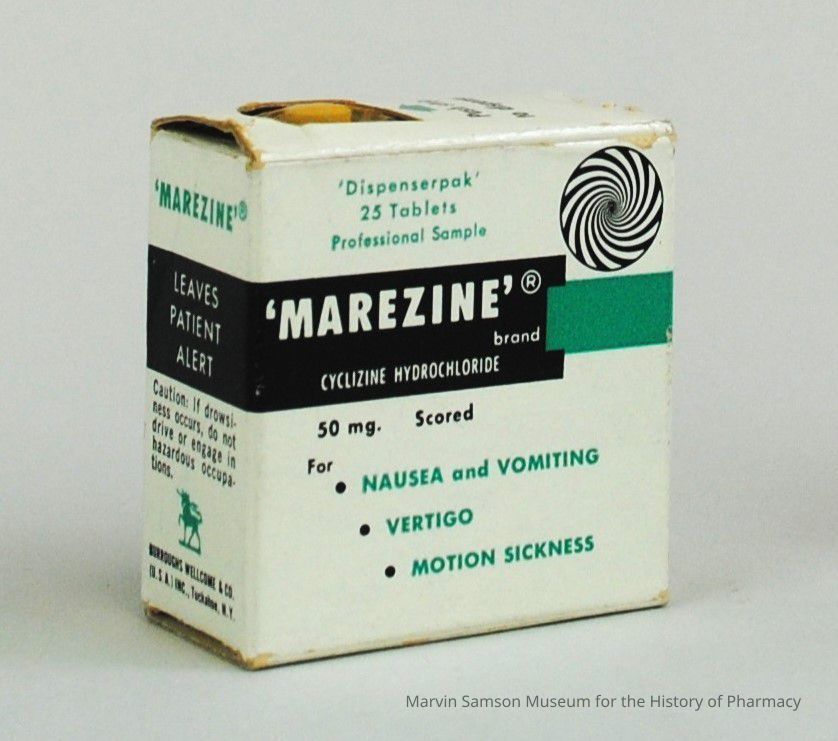 'MAREZINE'®
LEAVES
PATIENT
ALERT
Caution: If drowsi-
ness occurs, do not
drive or engage in
hazardous occupa-
tions.
BURROUGHS WELLCOME & CO.
(U.S.A.) INC., Tuckahoe, N.Y.
'Dispenserpak'
25 Tablets
Professional Sample
'MAREZINE'®
brand
CYCLIZINE HYDROCHLORIDE
50 mg. Scored
For
• NAUSEA and VOMITING
• VERTIGO
• MOTION SICKNESS
Marvin Samson Museum for the History of Pharmacy